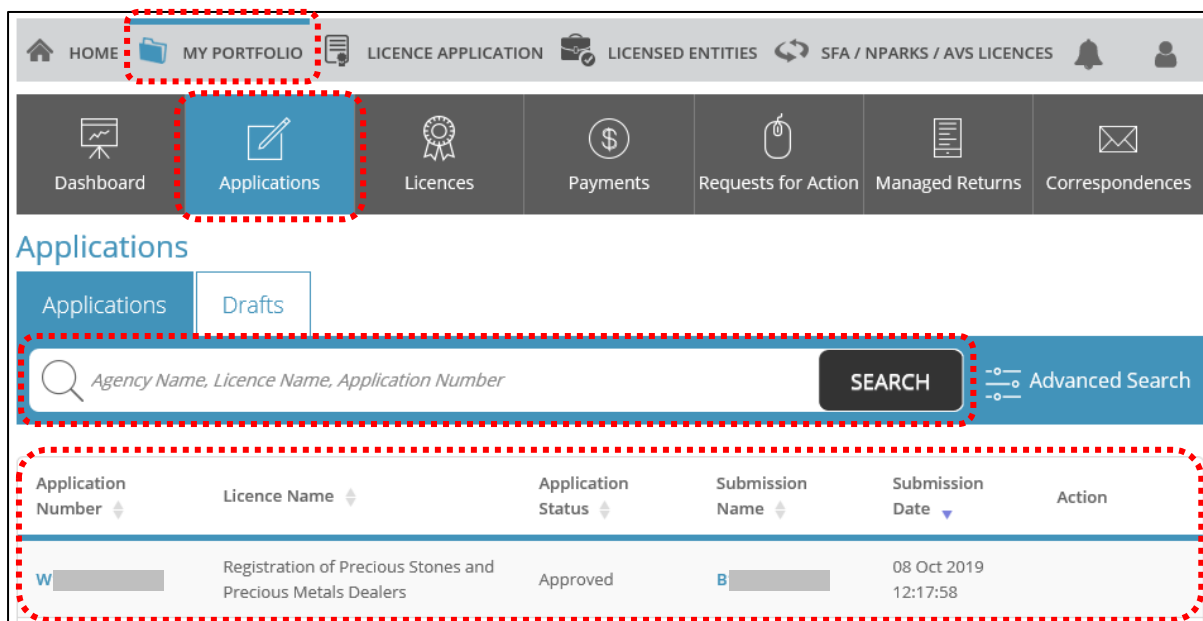 HOME MY PORTFOLIO LICENCE APPLICATION LICENSED ENTITIES SFA / NPARKS / AVS LICENCES
Dashboard Applications Licences Payments Requests for Action Managed Returns Correspondences
Applications
Applications Drafts
Agency Name, Licence Name, Application Number SEARCH Advanced Search
Application Number Licence Name Application Status Submission Name Submission Date Action
W Registration of Precious Stones and Approved B 08 Oct 2019
Precious Metals Dealers 12:17:58